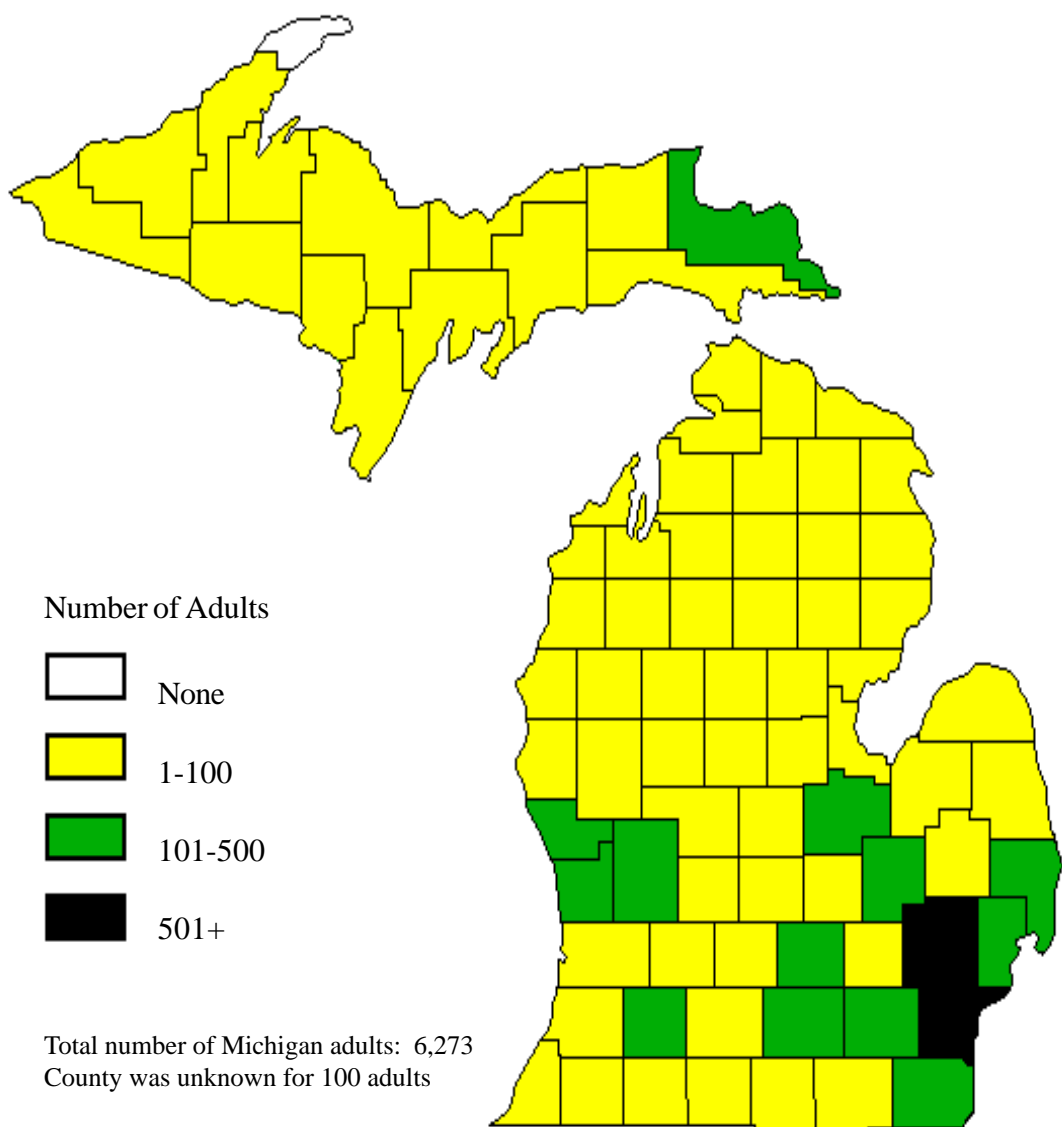 Number of Adults
None
1-100
101-500
501+
Total number of Michigan adults: 6,273
County was unknown for 100 adults